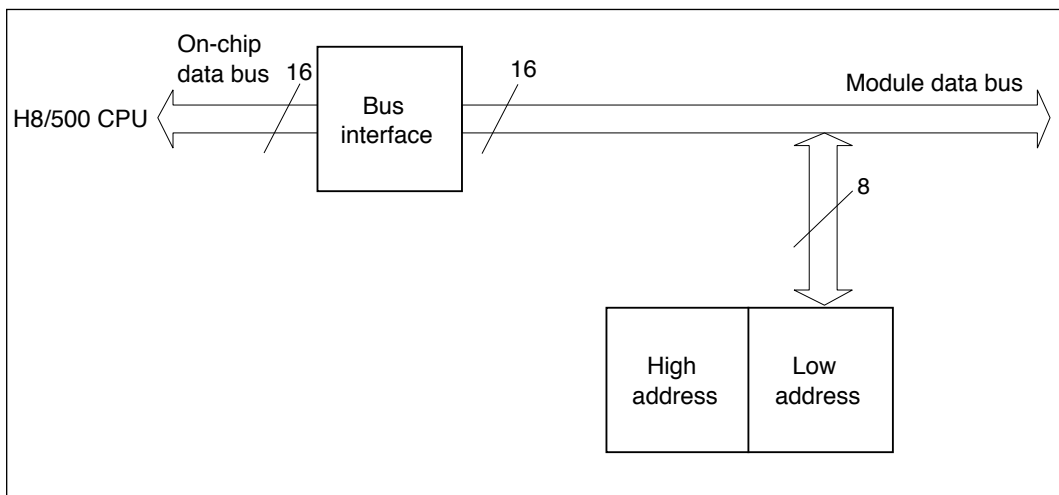 On-chip
data bus
16
16
Module data bus
H8/500 CPU
Bus
interface
8
High
address
Low
address